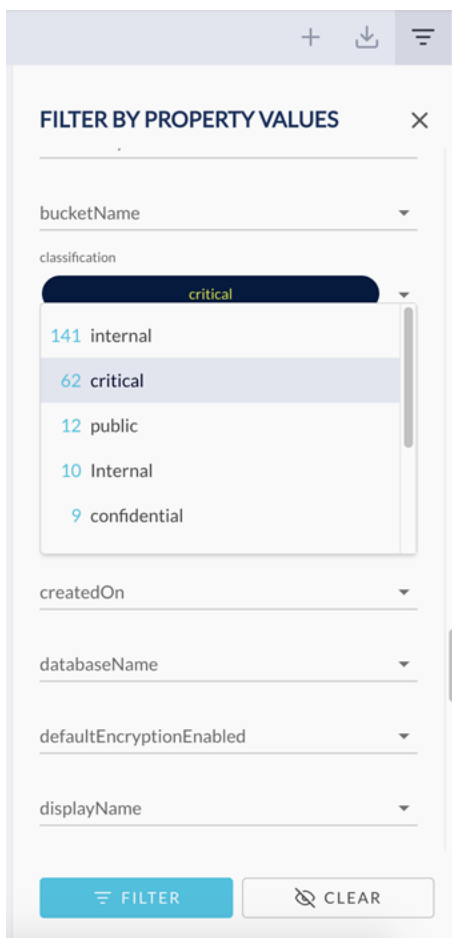 FILTER BY PROPERTY VALUES
bucketName
classification
critical
141 internal
62 critical
12 public
10 Internal
9 confidential
createdOn
databaseName
defaultEncryptionEnabled
displayName
FILTER
CLEAR